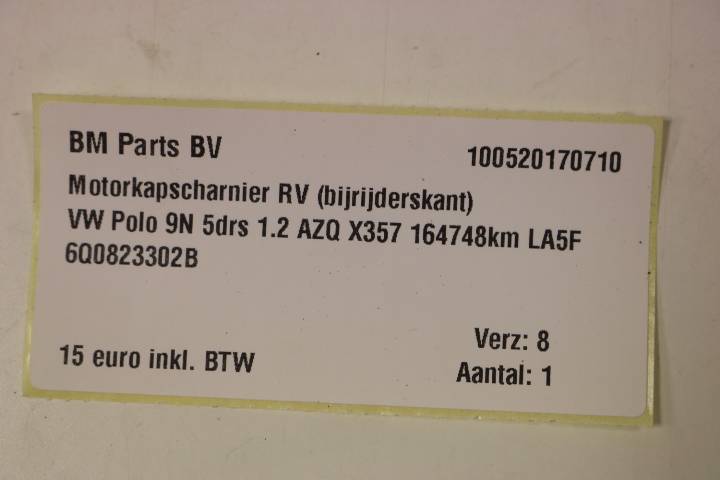 BM Parts BV
100520170710
Motorkapscharnier RV (bijrijderskant)
VW Polo 9N 5drs 1.2 AZQ X357 164748km LA5F
6Q0823302B
Verz: 8
15 euro inkl. BTW
Aantal: 1